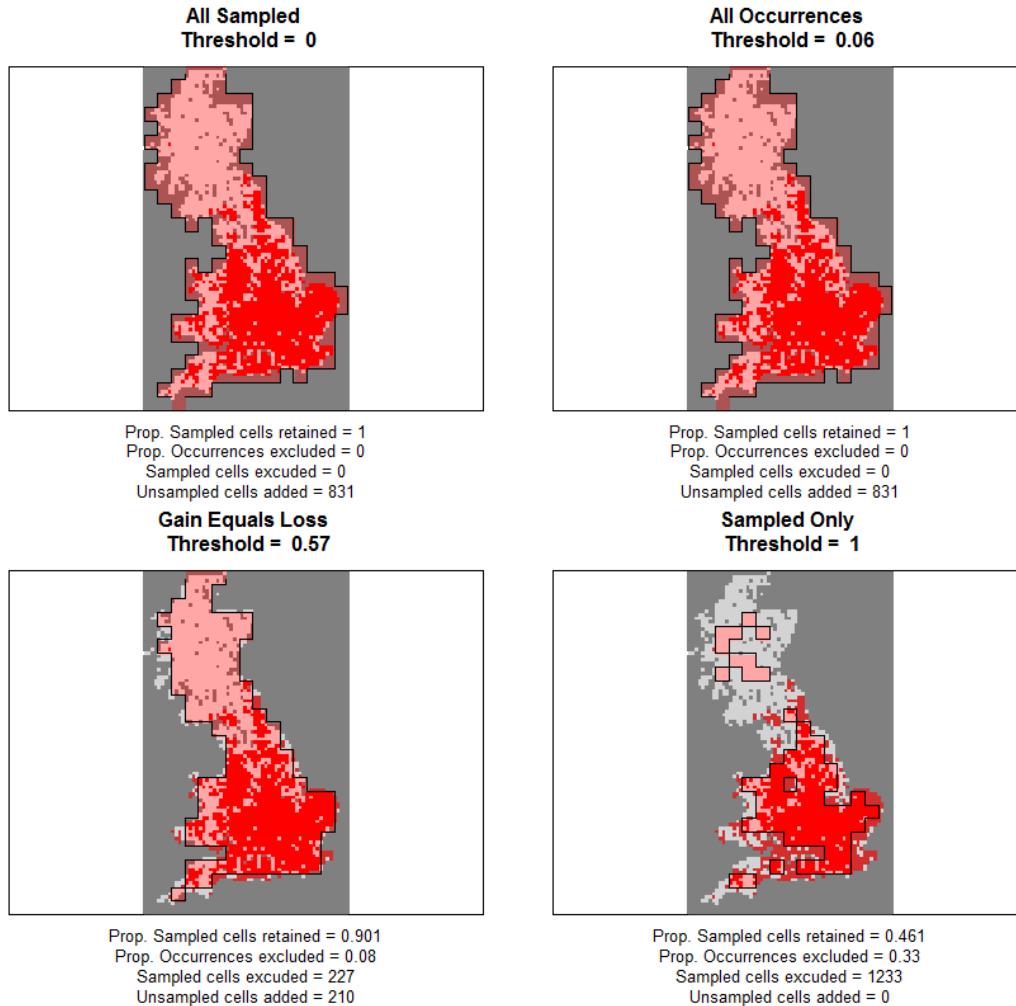 All Sampled
Threshold = 0
Prop. Sampled cells retained = 1
Prop. Occurrences excluded = 0
Sampled cells excuded = 0
Unsampled cells added = 831
All Occurrences
Threshold = 0.06
Prop. Sampled cells retained = 1
Prop. Occurrences excluded = 0
Sampled cells excuded = 0
Unsampled cells added = 831
Gain Equals Loss
Threshold = 0.57
Prop. Sampled cells retained = 0.901
Prop. Occurrences excluded = 0.08
Sampled cells excuded = 227
Unsampled cells added = 210
Sampled Only
Threshold = 1
Prop. Sampled cells retained = 0.461
Prop. Occurrences excluded = 0.33
Sampled cells excuded = 1233
Unsampled cells added = 0